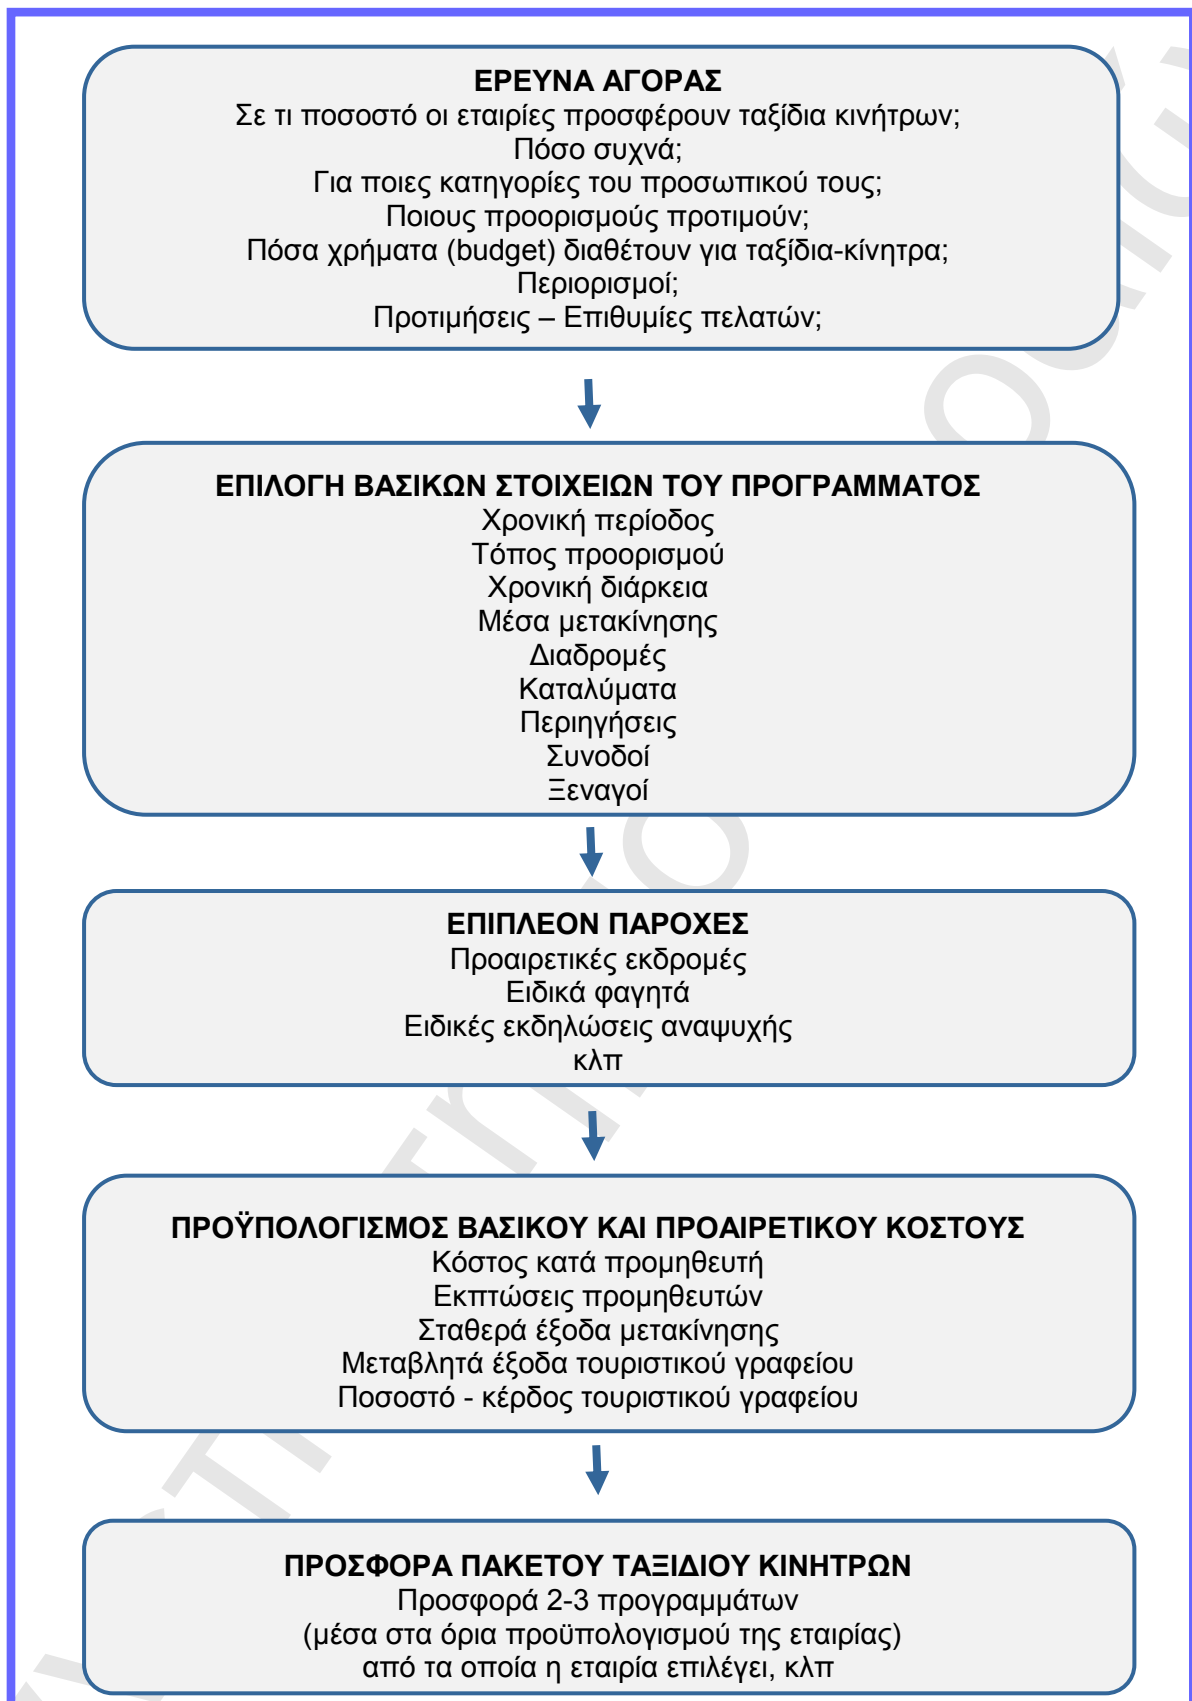 ΕΡΕΥΝΑ ΑΓΟΡΑΣ
Σε τι ποσοστό οι εταιρίες προσφέρουν ταξίδια κινήτρων;
Πόσο συχνά;
Για ποιες κατηγορίες του προσωπικού τους;
Ποιους προορισμούς προτιμούν;
Πόσα χρήματα (budget) διαθέτουν για ταξίδια-κίνητρα;
Περιορισμοί;
Προτιμήσεις – Επιθυμίες πελατών;
ΕΠΙΛΟΓΗ ΒΑΣΙΚΩΝ ΣΤΟΙΧΕΙΩΝ ΤΟΥ ΠΡΟΓΡΑΜΜΑΤΟΣ
Χρονική περίοδος
Τόπος προορισμού
Χρονική διάρκεια
Μέσα μετακίνησης
Διαδρομές
Καταλύματα
Περιηγήσεις
Συνοδοί
Ξεναγοί
ΕΠΙΠΛΕΟΝ ΠΑΡΟΧΕΣ
Προαιρετικές εκδρομές
Ειδικά φαγητά
Ειδικές εκδηλώσεις αναψυχής
κλπ
ΠΡΟΫΠΟΛΟΓΙΣΜΟΣ ΒΑΣΙΚΟΥ ΚΑΙ ΠΡΟΑΙΡΕΤΙΚΟΥ ΚΟΣΤΟΥΣ
Κόστος κατά προμηθευτή
Εκπτώσεις προμηθευτών
Σταθερά έξοδα μετακίνησης
Μεταβλητά έξοδα τουριστικού γραφείου
Ποσοστό - κέρδος τουριστικού γραφείου
ΠΡΟΣΦΟΡΑ ΠΑΚΕΤΟΥ ΤΑΞΙΔΙΟΥ ΚΙΝΗΤΡΩΝ
Προσφορά 2-3 προγραμμάτων
(μέσα στα όρια προϋπολογισμού της εταιρίας)
από τα οποία η εταιρία επιλέγει, κλπ